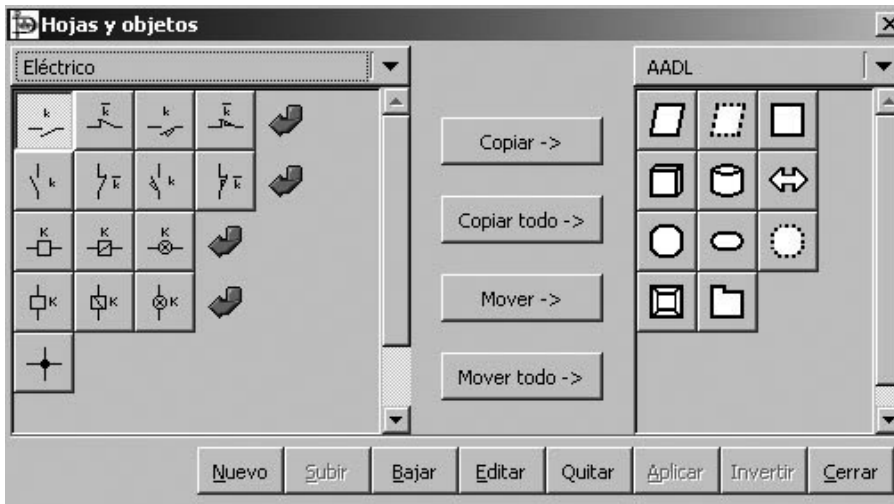 Hojas y objetos
Eléctrico
AADL
k k k k
Copiar ->
k k k k
Copiar todo ->
K K K
Mover ->
K K K
Mover todo ->
Nuevo Subir Bajar Editar Quitar Aplicar Invertir Cerrar